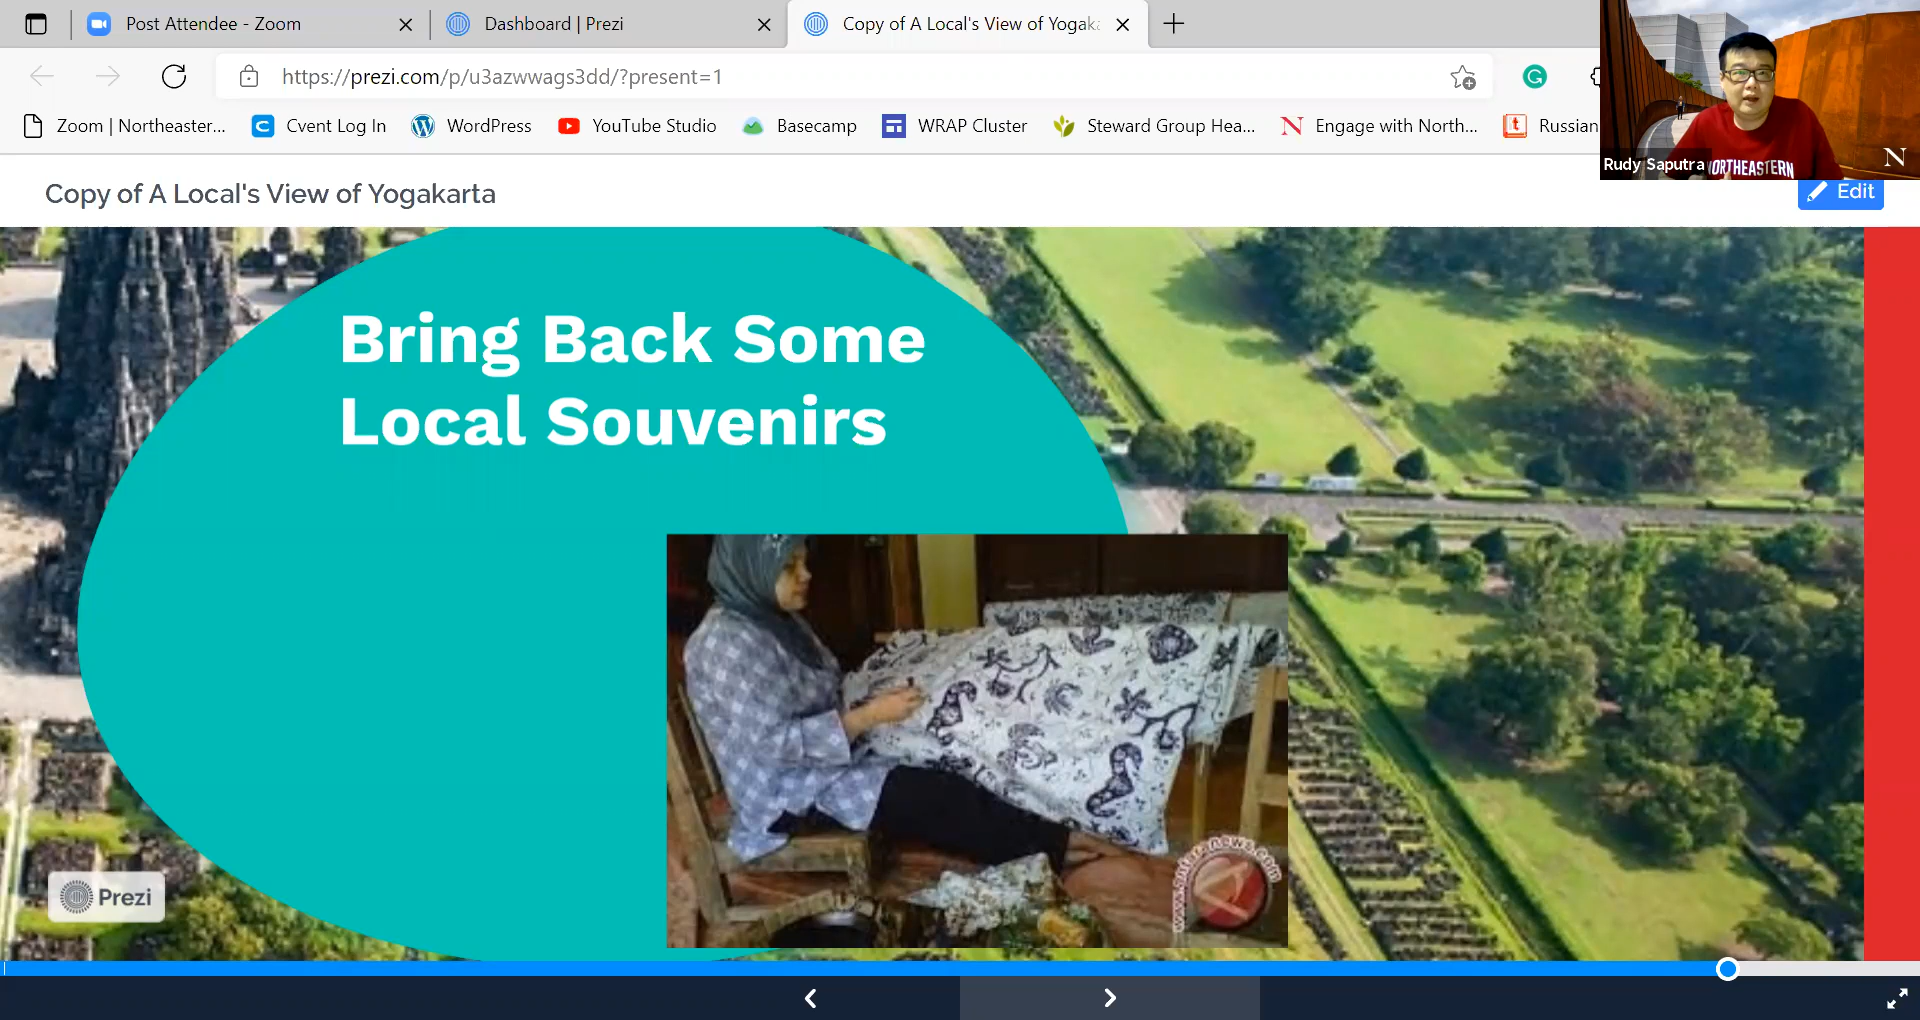 Post Attendee - Zoom
Dashboard | Prezi
Copy of A Local's View of Yogak
https://prezi.com/p/u3azwwags3dd/?present=1
Zoom | Northeaster...
Cvent Log In
WordPress
YouTube Studio
Basecamp
WRAP Cluster
Steward Group Hea...
Engage with North...
Russian
NORTHEASTERN
N
Rudy Saputra
Copy of A Local's View of Yogakarta
Edit
Bring Back Some
Local Souvenirs
Prezi